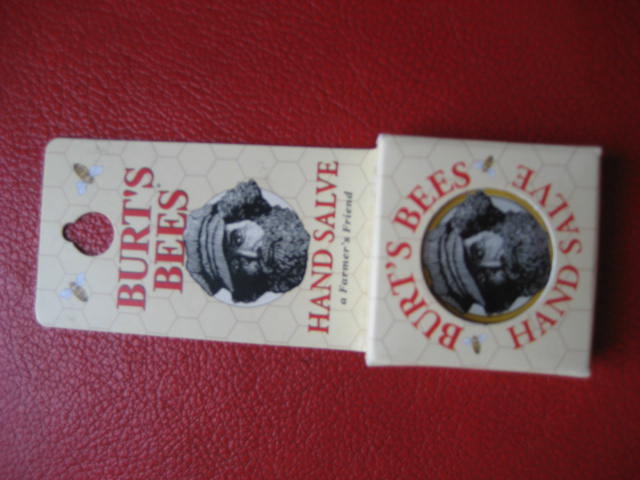 BURT'S
BEES
HAND SALVE
a Farmer's Friend
BURT'S BEES
HAND SALVE